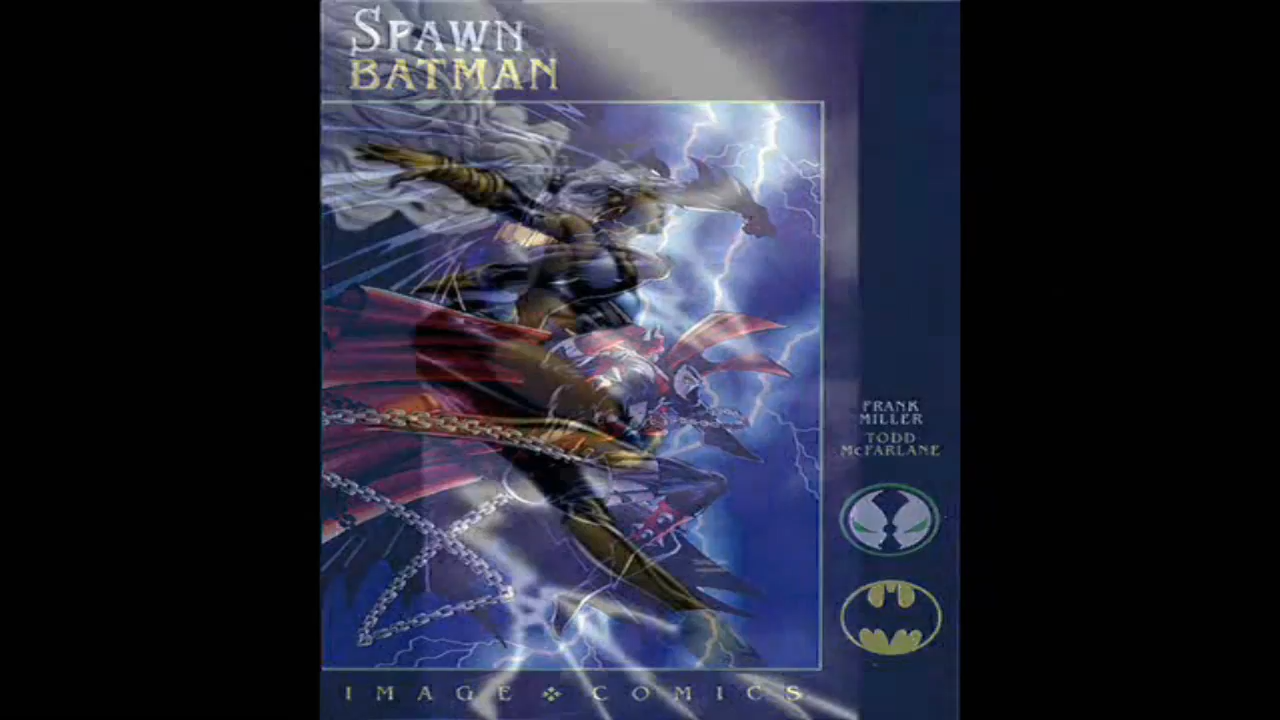 SPAWN
BATMAN
FRANK
MILLER
TODD
McFARLANE
IMAGE COMICS